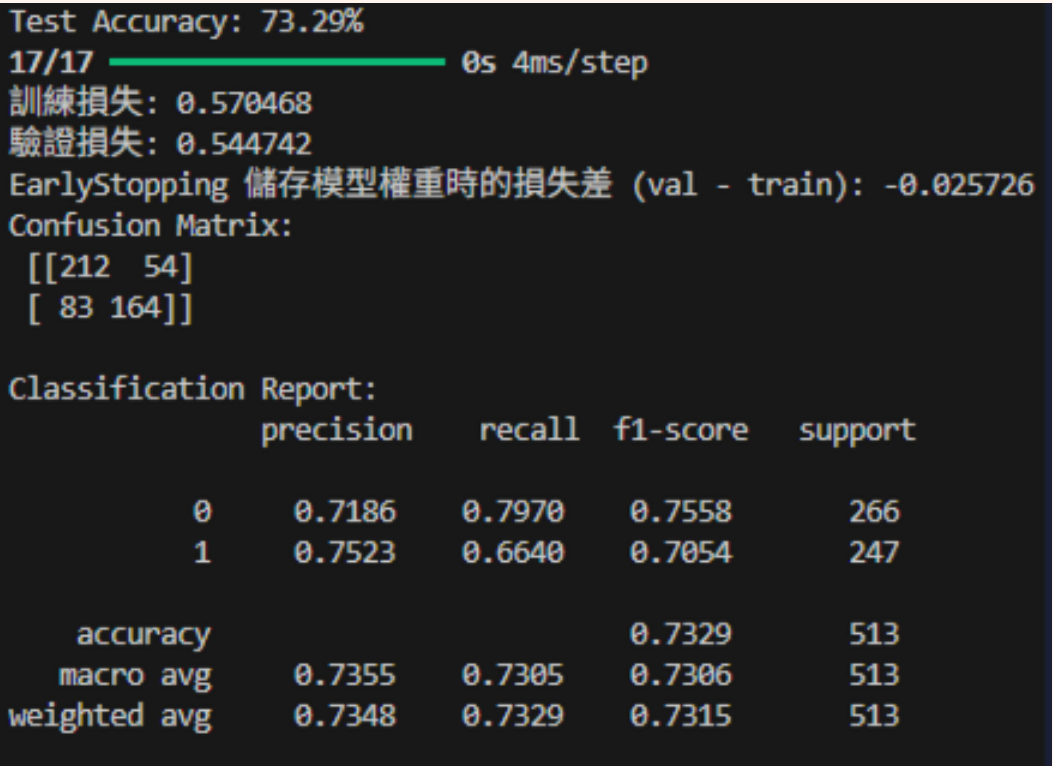 Test Accuracy: 73.29%
17/17 ━━━━━━━━━━━━━━━━━━━━ 0s 4ms/step
訓練損失: 0.570468
驗證損失: 0.544742
EarlyStopping 儲存模型權重時的損失差 (val - train): -0.025726
Confusion Matrix:
[[212 54]
[ 83 164]]
Classification Report:
precision recall f1-score support
0 0.7186 0.7970 0.7558 266
1 0.7523 0.6640 0.7054 247
accuracy 0.7329 513
macro avg 0.7355 0.7305 0.7306 513
weighted avg 0.7348 0.7329 0.7315 513